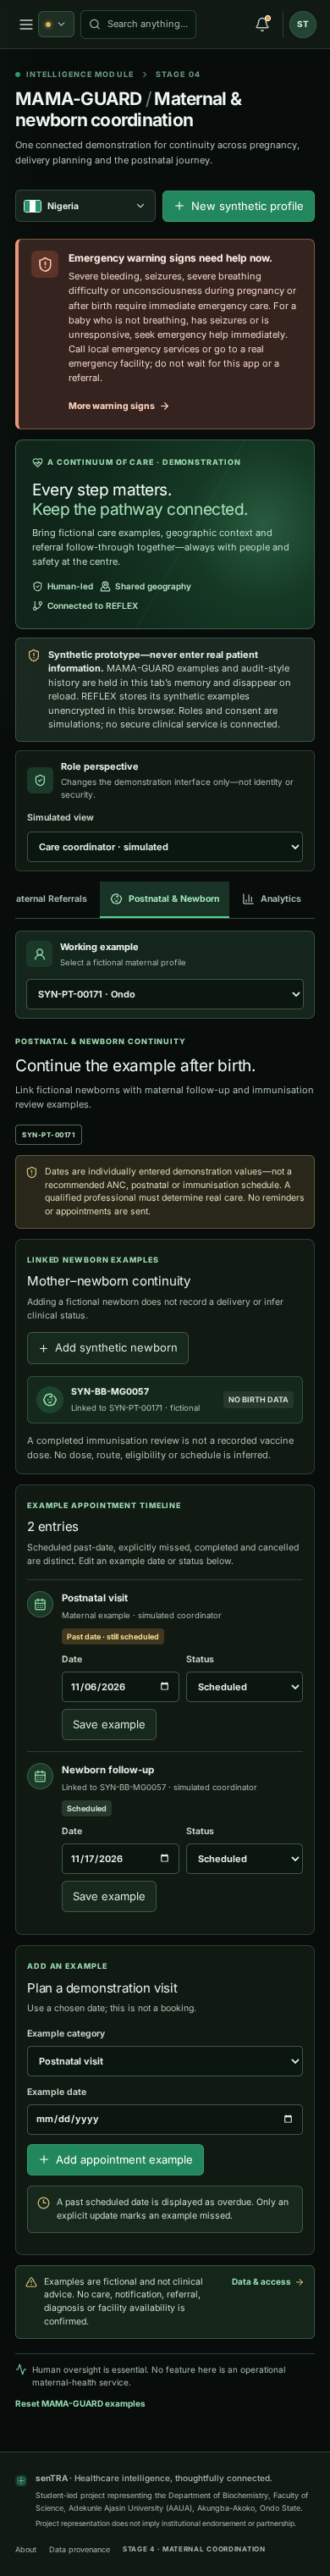 Search anything...
ST
INTELLIGENCE MODULE > STAGE 04
MAMA-GUARD / Maternal &
newborn coordination
One connected demonstration for continuity across pregnancy,
delivery planning and the postnatal journey.
Nigeria
+ New synthetic profile
Emergency warning signs need help now.
Severe bleeding, seizures, severe breathing
difficulty or unconsciousness during pregnancy or
after birth require immediate emergency care. For a
baby who is not breathing, has seizures or is
unresponsive, seek emergency help immediately.
Call local emergency services or go to a real
emergency facility; do not wait for this app or a
referral.
More warning signs →
A CONTINUUM OF CARE · DEMONSTRATION
Every step matters.
Keep the pathway connected.
Bring fictional care examples, geographic context and
referral follow-through together—always with people and
safety at the centre.
Human-led
Shared geography
Connected to REFLEX
Synthetic prototype—never enter real patient
information. MAMA-GUARD examples and audit-style
history are held in this tab's memory and disappear on
reload. REFLEX stores its synthetic examples
unencrypted in this browser. Roles and consent are
simulations; no secure clinical service is connected.
Role perspective
Changes the demonstration interface only—not identity or
security.
Simulated view
Care coordinator · simulated
aternal Referrals
Postnatal & Newborn
Analytics
Working example
Select a fictional maternal profile
SYN-PT-00171 · Ondo
POSTNATAL & NEWBORN CONTINUITY
Continue the example after birth.
Link fictional newborns with maternal follow-up and immunisation
review examples.
SYN-PT-00171
Dates are individually entered demonstration values—not a
recommended ANC, postnatal or immunisation schedule. A
qualified professional must determine real care. No reminders
or appointments are sent.
LINKED NEWBORN EXAMPLES
Mother–newborn continuity
Adding a fictional newborn does not record a delivery or infer
clinical status.
+ Add synthetic newborn
SYN-BB-MG0057
Linked to SYN-PT-00171 · fictional
NO BIRTH DATA
A completed immunisation review is not a recorded vaccine
dose. No dose, route, eligibility or schedule is inferred.
EXAMPLE APPOINTMENT TIMELINE
2 entries
Scheduled past-date, explicitly missed, completed and cancelled
are distinct. Edit an example date or status below.
Postnatal visit
Maternal example · simulated coordinator
Past date · still scheduled
Date
Status
11/06/2026
Scheduled
Save example
Newborn follow-up
Linked to SYN-BB-MG0057 · simulated coordinator
Scheduled
Date
Status
11/17/2026
Scheduled
Save example
ADD AN EXAMPLE
Plan a demonstration visit
Use a chosen date; this is not a booking.
Example category
Postnatal visit
Example date
mm/dd/yyyy
+ Add appointment example
A past scheduled date is displayed as overdue. Only an
explicit update marks an example missed.
Examples are fictional and not clinical
advice. No care, notification, referral,
diagnosis or facility availability is
confirmed.
Data & access →
Human oversight is essential. No feature here is an operational
maternal-health service.
Reset MAMA-GUARD examples
senTRA · Healthcare intelligence, thoughtfully connected.
Student-led project representing the Department of Biochemistry, Faculty of
Science, Adekunle Ajasin University (AAUA), Akungba-Akoko, Ondo State.
Project representation does not imply institutional endorsement or partnership.
About
Data provenance
STAGE 4 · MATERNAL COORDINATION